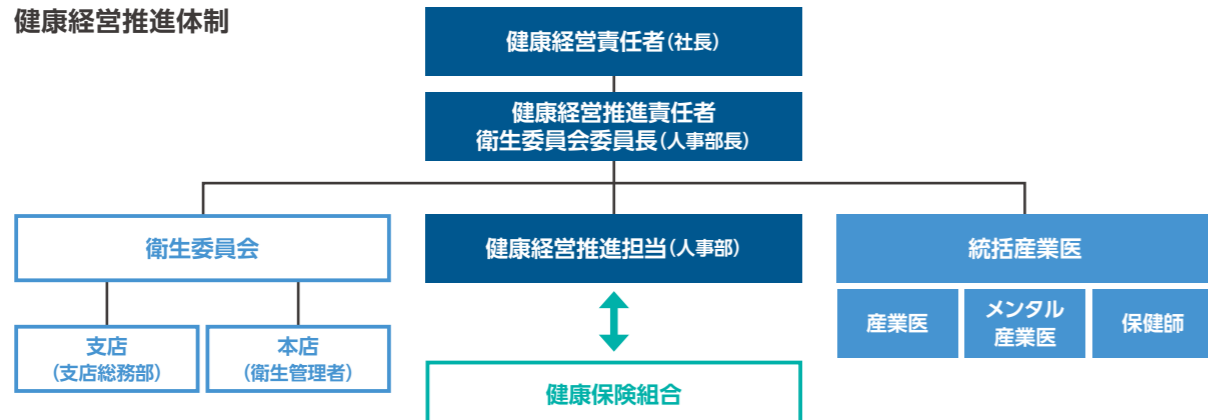 健康経営推進体制
健康経営責任者(社長)
健康経営推進責任者
衛生委員会委員長(人事部長)
衛生委員会
健康経営推進担当(人事部)
統括産業医
支店
(支店総務部)
本店
(衛生管理者)
産業医
メンタル
産業医
保健師
健康保険組合